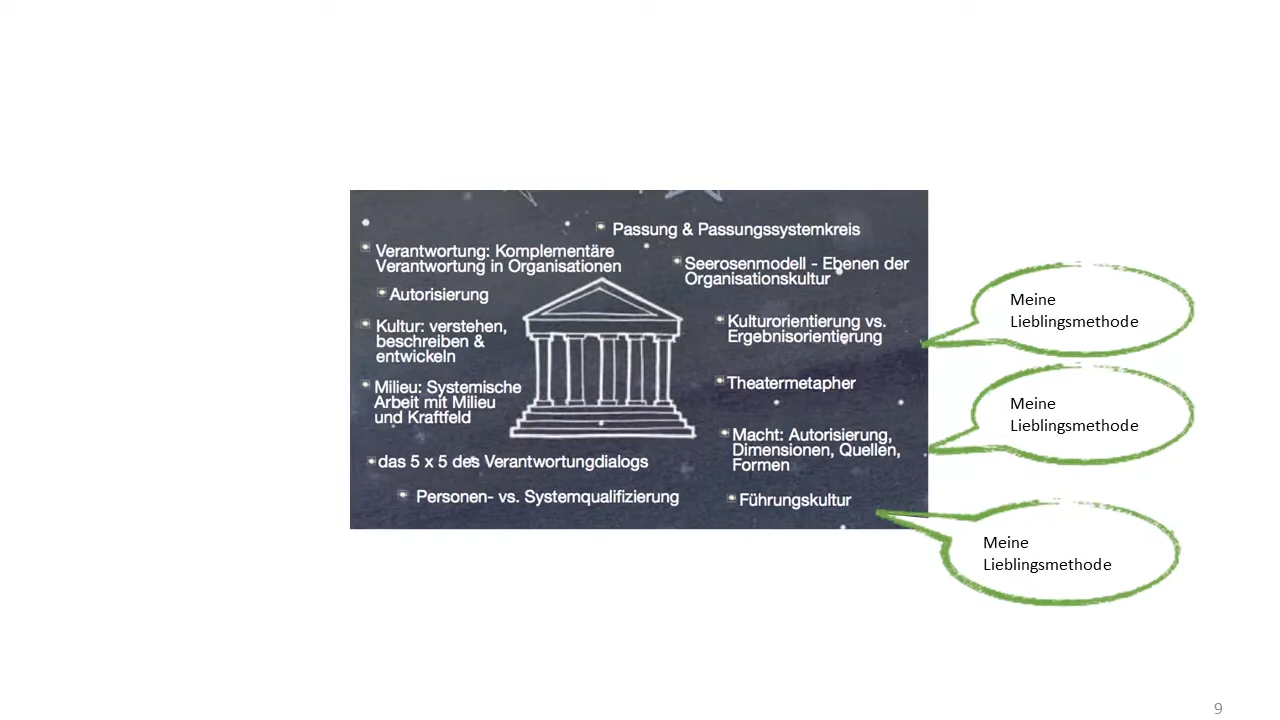 Passung & Passungssystemkreis
Verantwortung: Komplementäre
Verantwortung in Organisationen
Autorisierung
Kultur: verstehen,
beschreiben &
entwickeln
Milieu: Systemische
Arbeit mit Milieu
und Kraftfeld
das 5 x 5 des Verantwortungdialogs
Personen- vs. Systemqualifizierung
Seerosenmodell - Ebenen der
Organisationskultur
Kulturorientierung vs.
Ergebnisorientierung
Theatermetapher
Macht: Autorisierung,
Dimensionen, Quellen,
Formen
Führungskultur
Meine
Lieblingsmethode
Meine
Lieblingsmethode
Meine
Lieblingsmethode
9